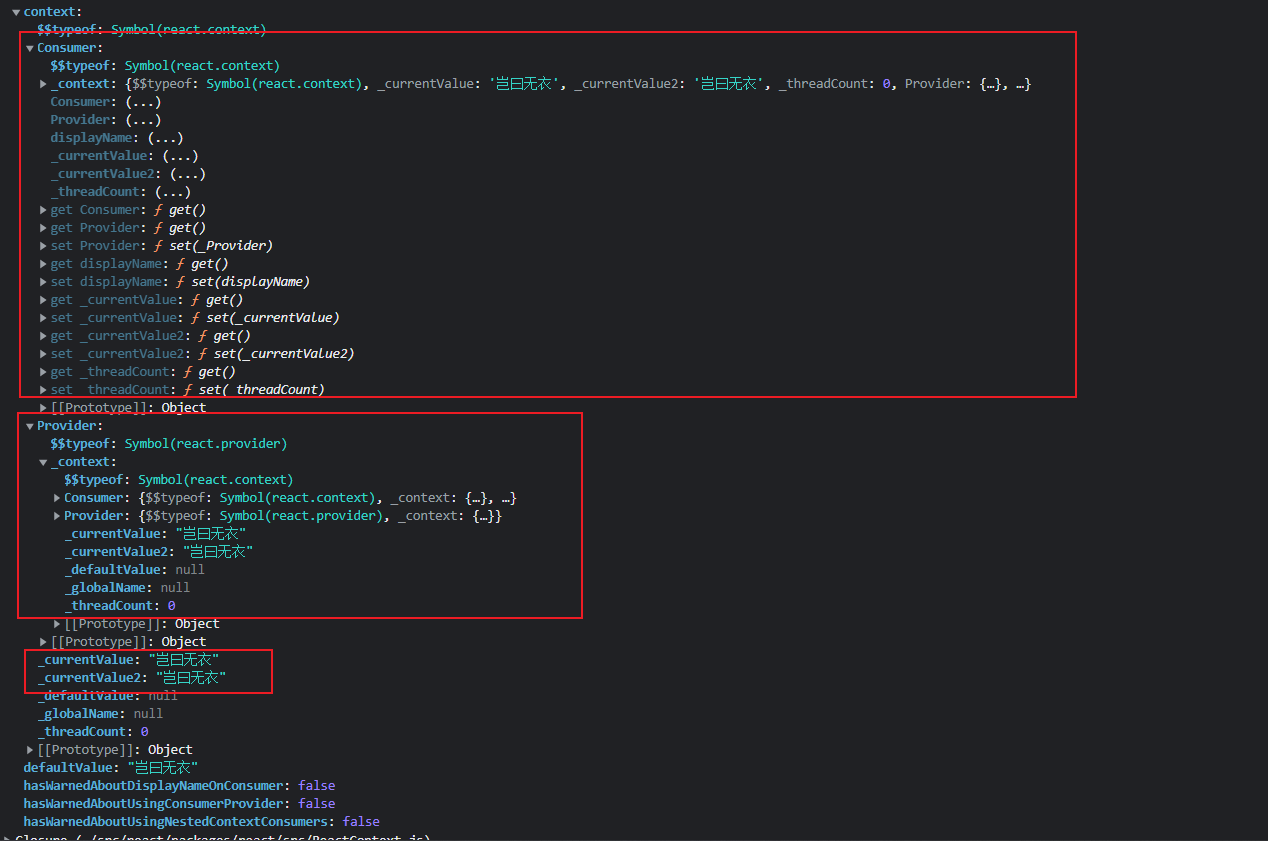 context:
$$typeof: Symbol(react.context)
Consumer:
$$typeof: Symbol(react.context)
_context: {$$typeof: Symbol(react.context), _currentValue: '岂曰无衣', _currentValue2: '岂曰无衣', _threadCount: 0, Provider: {…}, …}
Consumer: (...)
Provider: (...)
displayName: (...)
_currentValue: (...)
_currentValue2: (...)
_threadCount: (...)
get Consumer: ƒ get()
get Provider: ƒ get()
set Provider: ƒ set(_Provider)
get displayName: ƒ get()
set displayName: ƒ set(displayName)
get _currentValue: ƒ get()
set _currentValue: ƒ set(_currentValue)
get _currentValue2: ƒ get()
set _currentValue2: ƒ set(_currentValue2)
get _threadCount: ƒ get()
set _threadCount: ƒ set(_threadCount)
[[Prototype]]: Object
Provider:
$$typeof: Symbol(react.provider)
_context:
$$typeof: Symbol(react.context)
Consumer: {$$typeof: Symbol(react.context), _context: {…}, …}
Provider: {$$typeof: Symbol(react.provider), _context: {…}}
_currentValue: "岂曰无衣"
_currentValue2: "岂曰无衣"
_defaultValue: null
_globalName: null
_threadCount: 0
[[Prototype]]: Object
[[Prototype]]: Object
_currentValue: "岂曰无衣"
_currentValue2: "岂曰无衣"
_defaultValue: null
_globalName: null
_threadCount: 0
[[Prototype]]: Object
defaultValue: "岂曰无衣"
hasWarnedAboutDisplayNameOnConsumer: false
hasWarnedAboutUsingConsumerProvider: false
hasWarnedAboutUsingNestedContextConsumers: false
Closure (./src/react/packages/react/src/ReactContext.js)